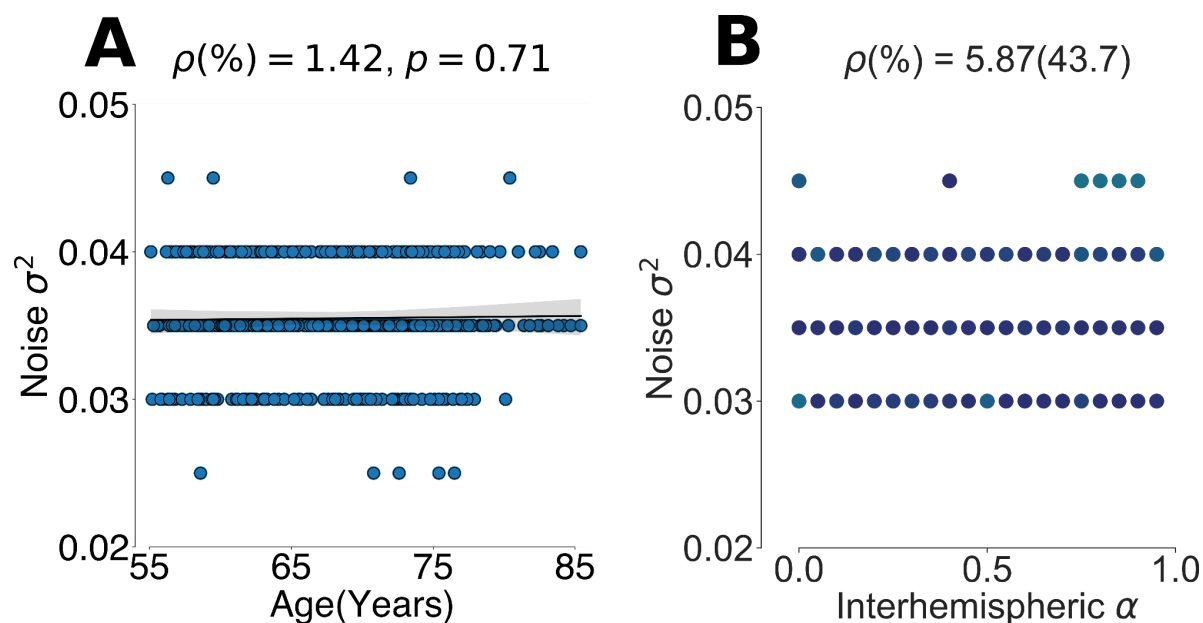 A
ρ(%) = 1.42, p = 0.71
0.05
0.04
0.03
0.02
Noise σ²
55 65 75 85
Age(Years)
B
ρ(%) = 5.87(43.7)
0.05
0.04
0.03
0.02
Noise σ²
0.0 0.5 1.0
Interhemispheric α